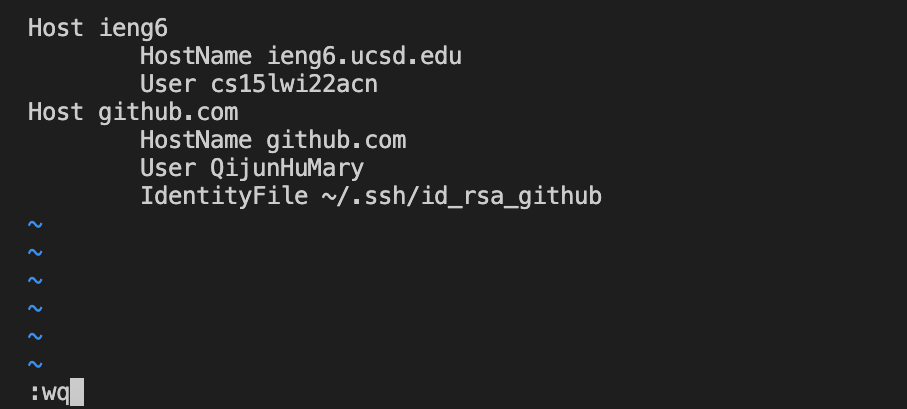 Host ieng6
        HostName ieng6.ucsd.edu
        User cs15lwi22acn
Host github.com
        HostName github.com
        User QijunHuMary
        IdentityFile ~/.ssh/id_rsa_github
~
~
~
~
~
~
:wq